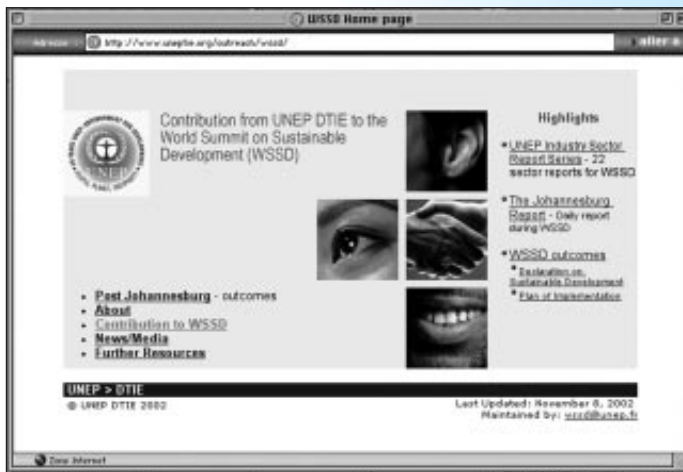 WSSD Home page
Adresse
http://www.uneptie.org/outreach/wssd/
aller à
UNEP
Contribution from UNEP DTIE to the
World Summit on Sustainable
Development (WSSD)
Highlights
UNEP Industry Sector
Report Series - 22
sector reports for WSSD
The Johannesburg
Report - Daily report
during WSSD
WSSD outcomes
Declaration on
Sustainable Development
Plan of Implementation
Post Johannesburg - outcomes
About
Contribution to WSSD
News/Media
Further Resources
UNEP > DTIE
© UNEP DTIE 2002
Last Updated: November 8, 2002
Maintained by: wssd@unep.fr
Zone Internet